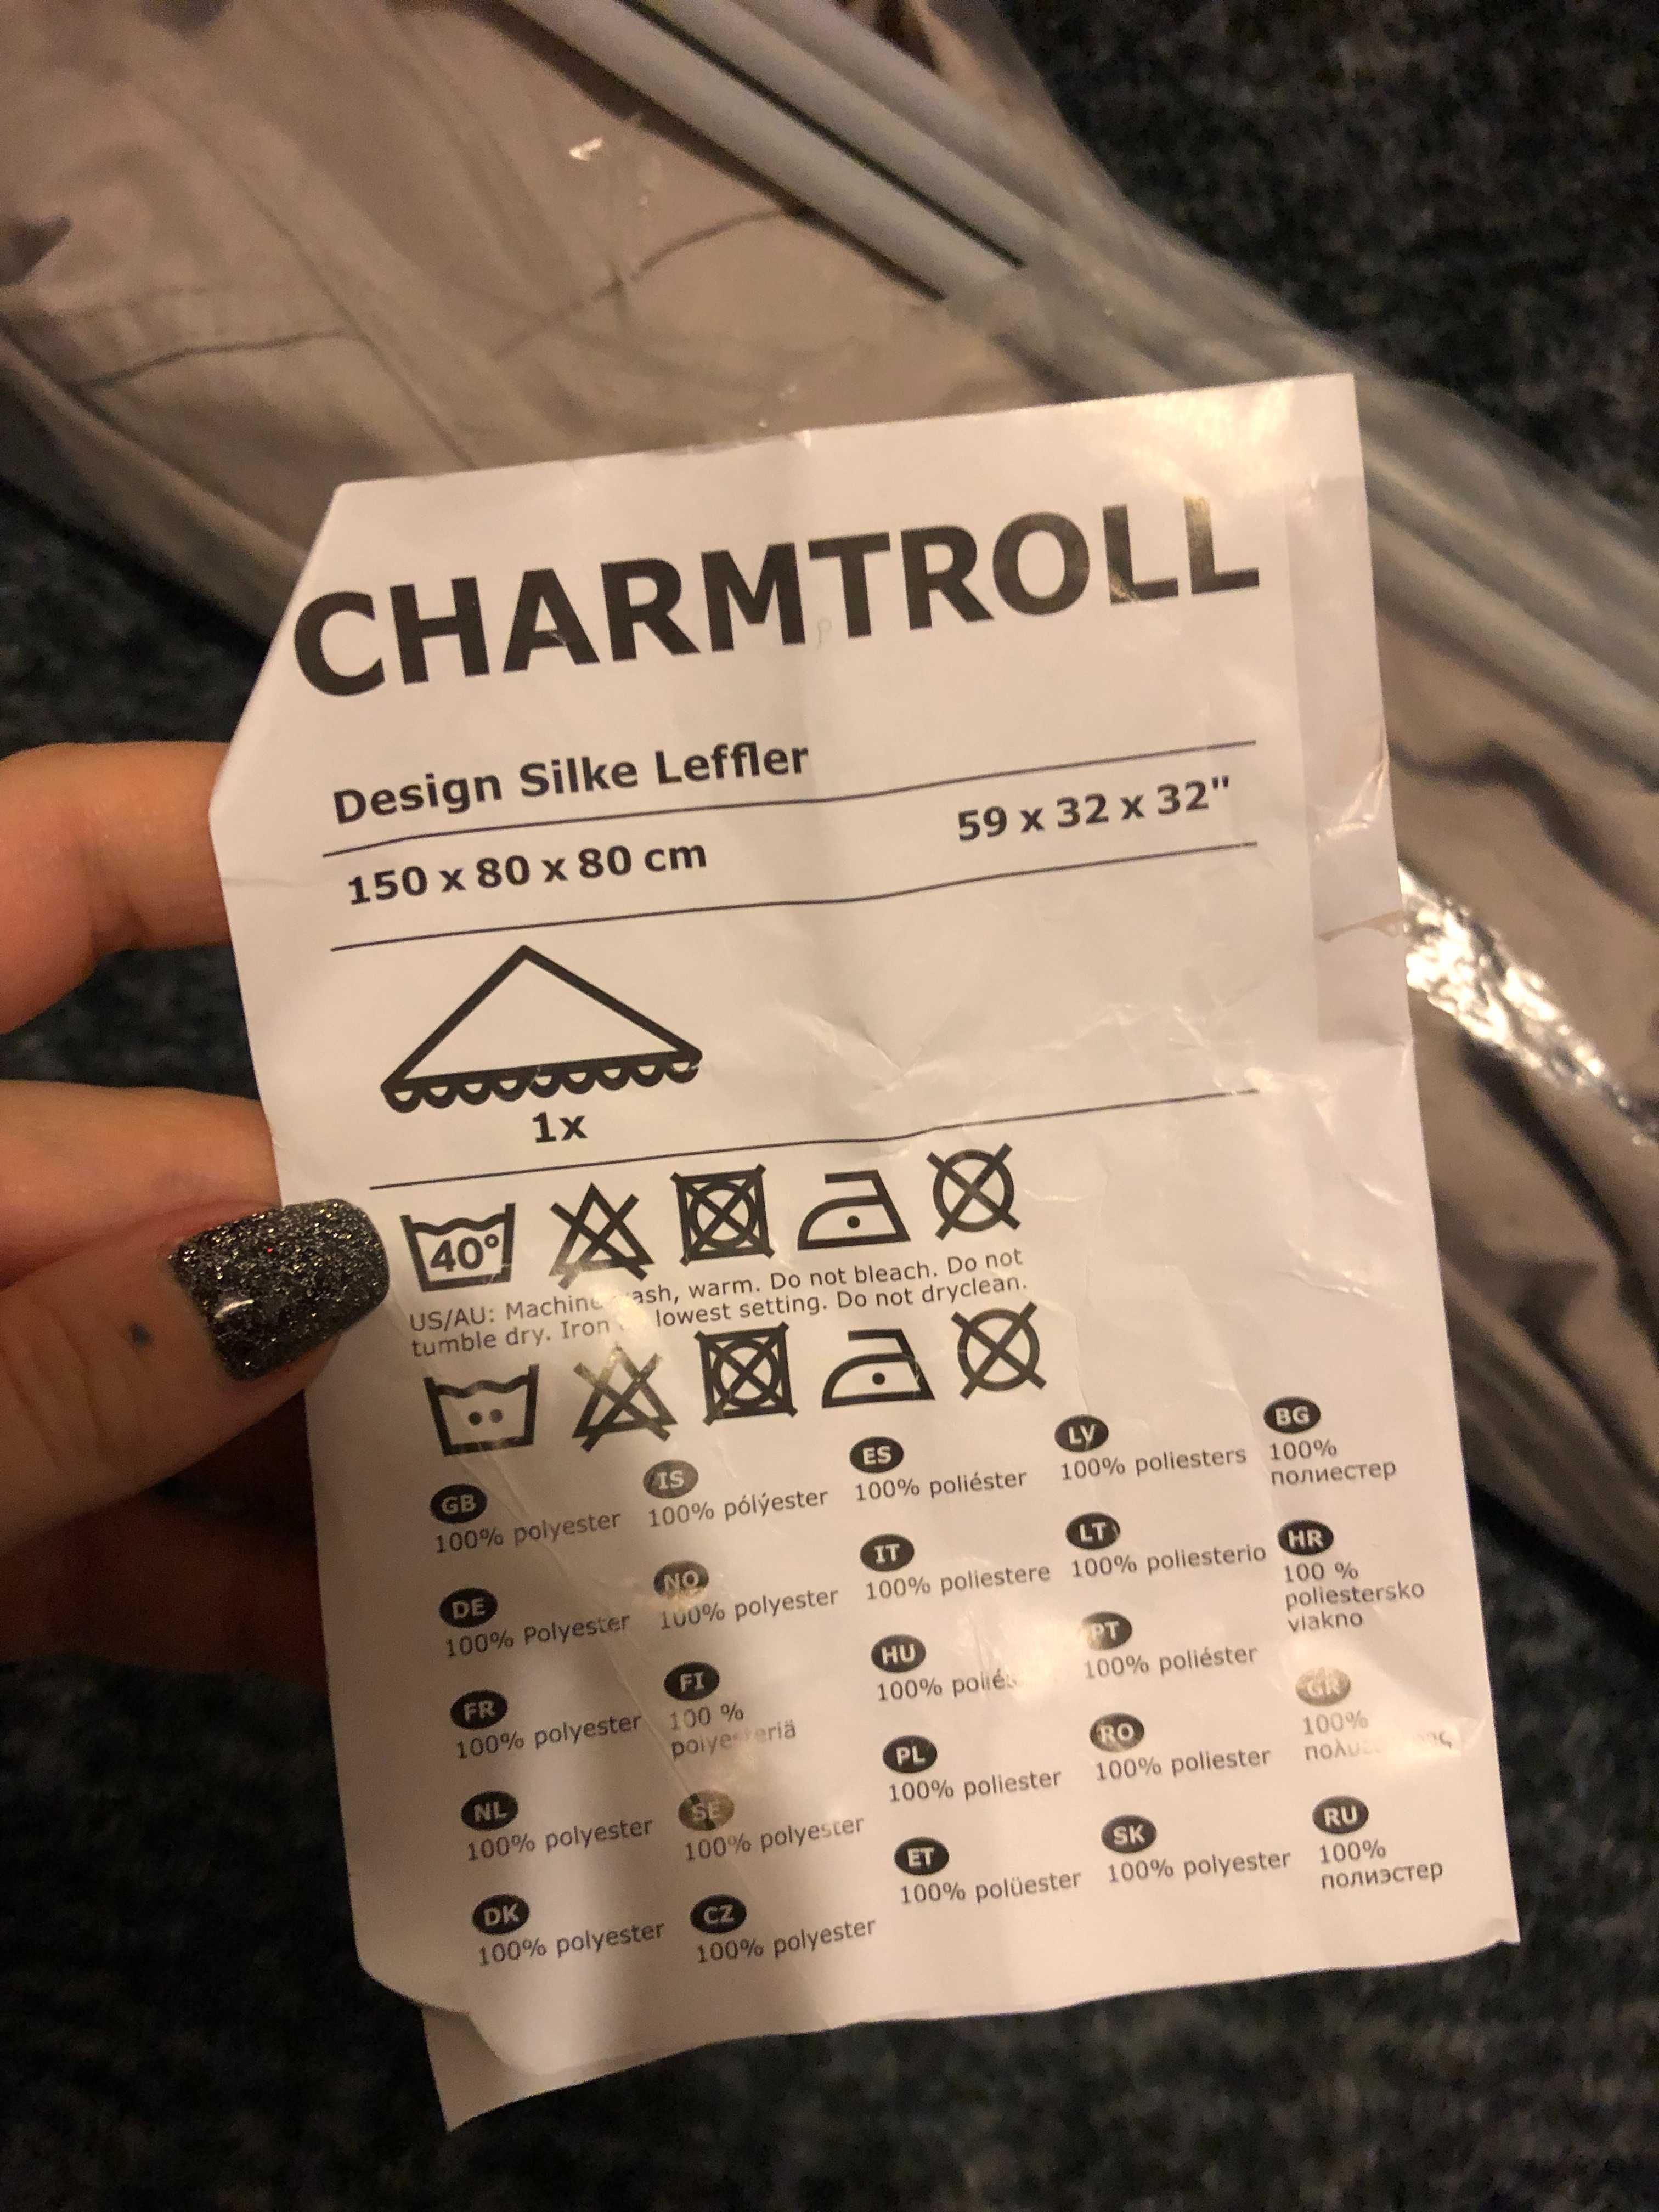 CHARMTROLL
Design Silke Leffler
150 x 80 x 80 cm 59 x 32 x 32"
1x
40°
US/AU: Machine wash, warm. Do not bleach. Do not
tumble dry. Iron lowest setting. Do not dryclean.
GB
100% polyester
DE
100% Polyester
FR
100% polyester
NL
100% polyester
DK
100% polyester
IS
100% pólýester
NO
100% polyester
FI
100 %
polyesteriä
SE
100% polyester
CZ
100% polyester
ES
100% poliéster
IT
100% poliestere
HU
100%
PL
100% poliester
ET
100% polüester
LV
100% poliesters
LT
100% poliesterio
PT
100% poliéster
RO
100% poliester
SK
100% polyester
BG
100%
полиестер
HR
100 %
poliestersko
vlakno
GR
100%
RU
100%
полиэстер